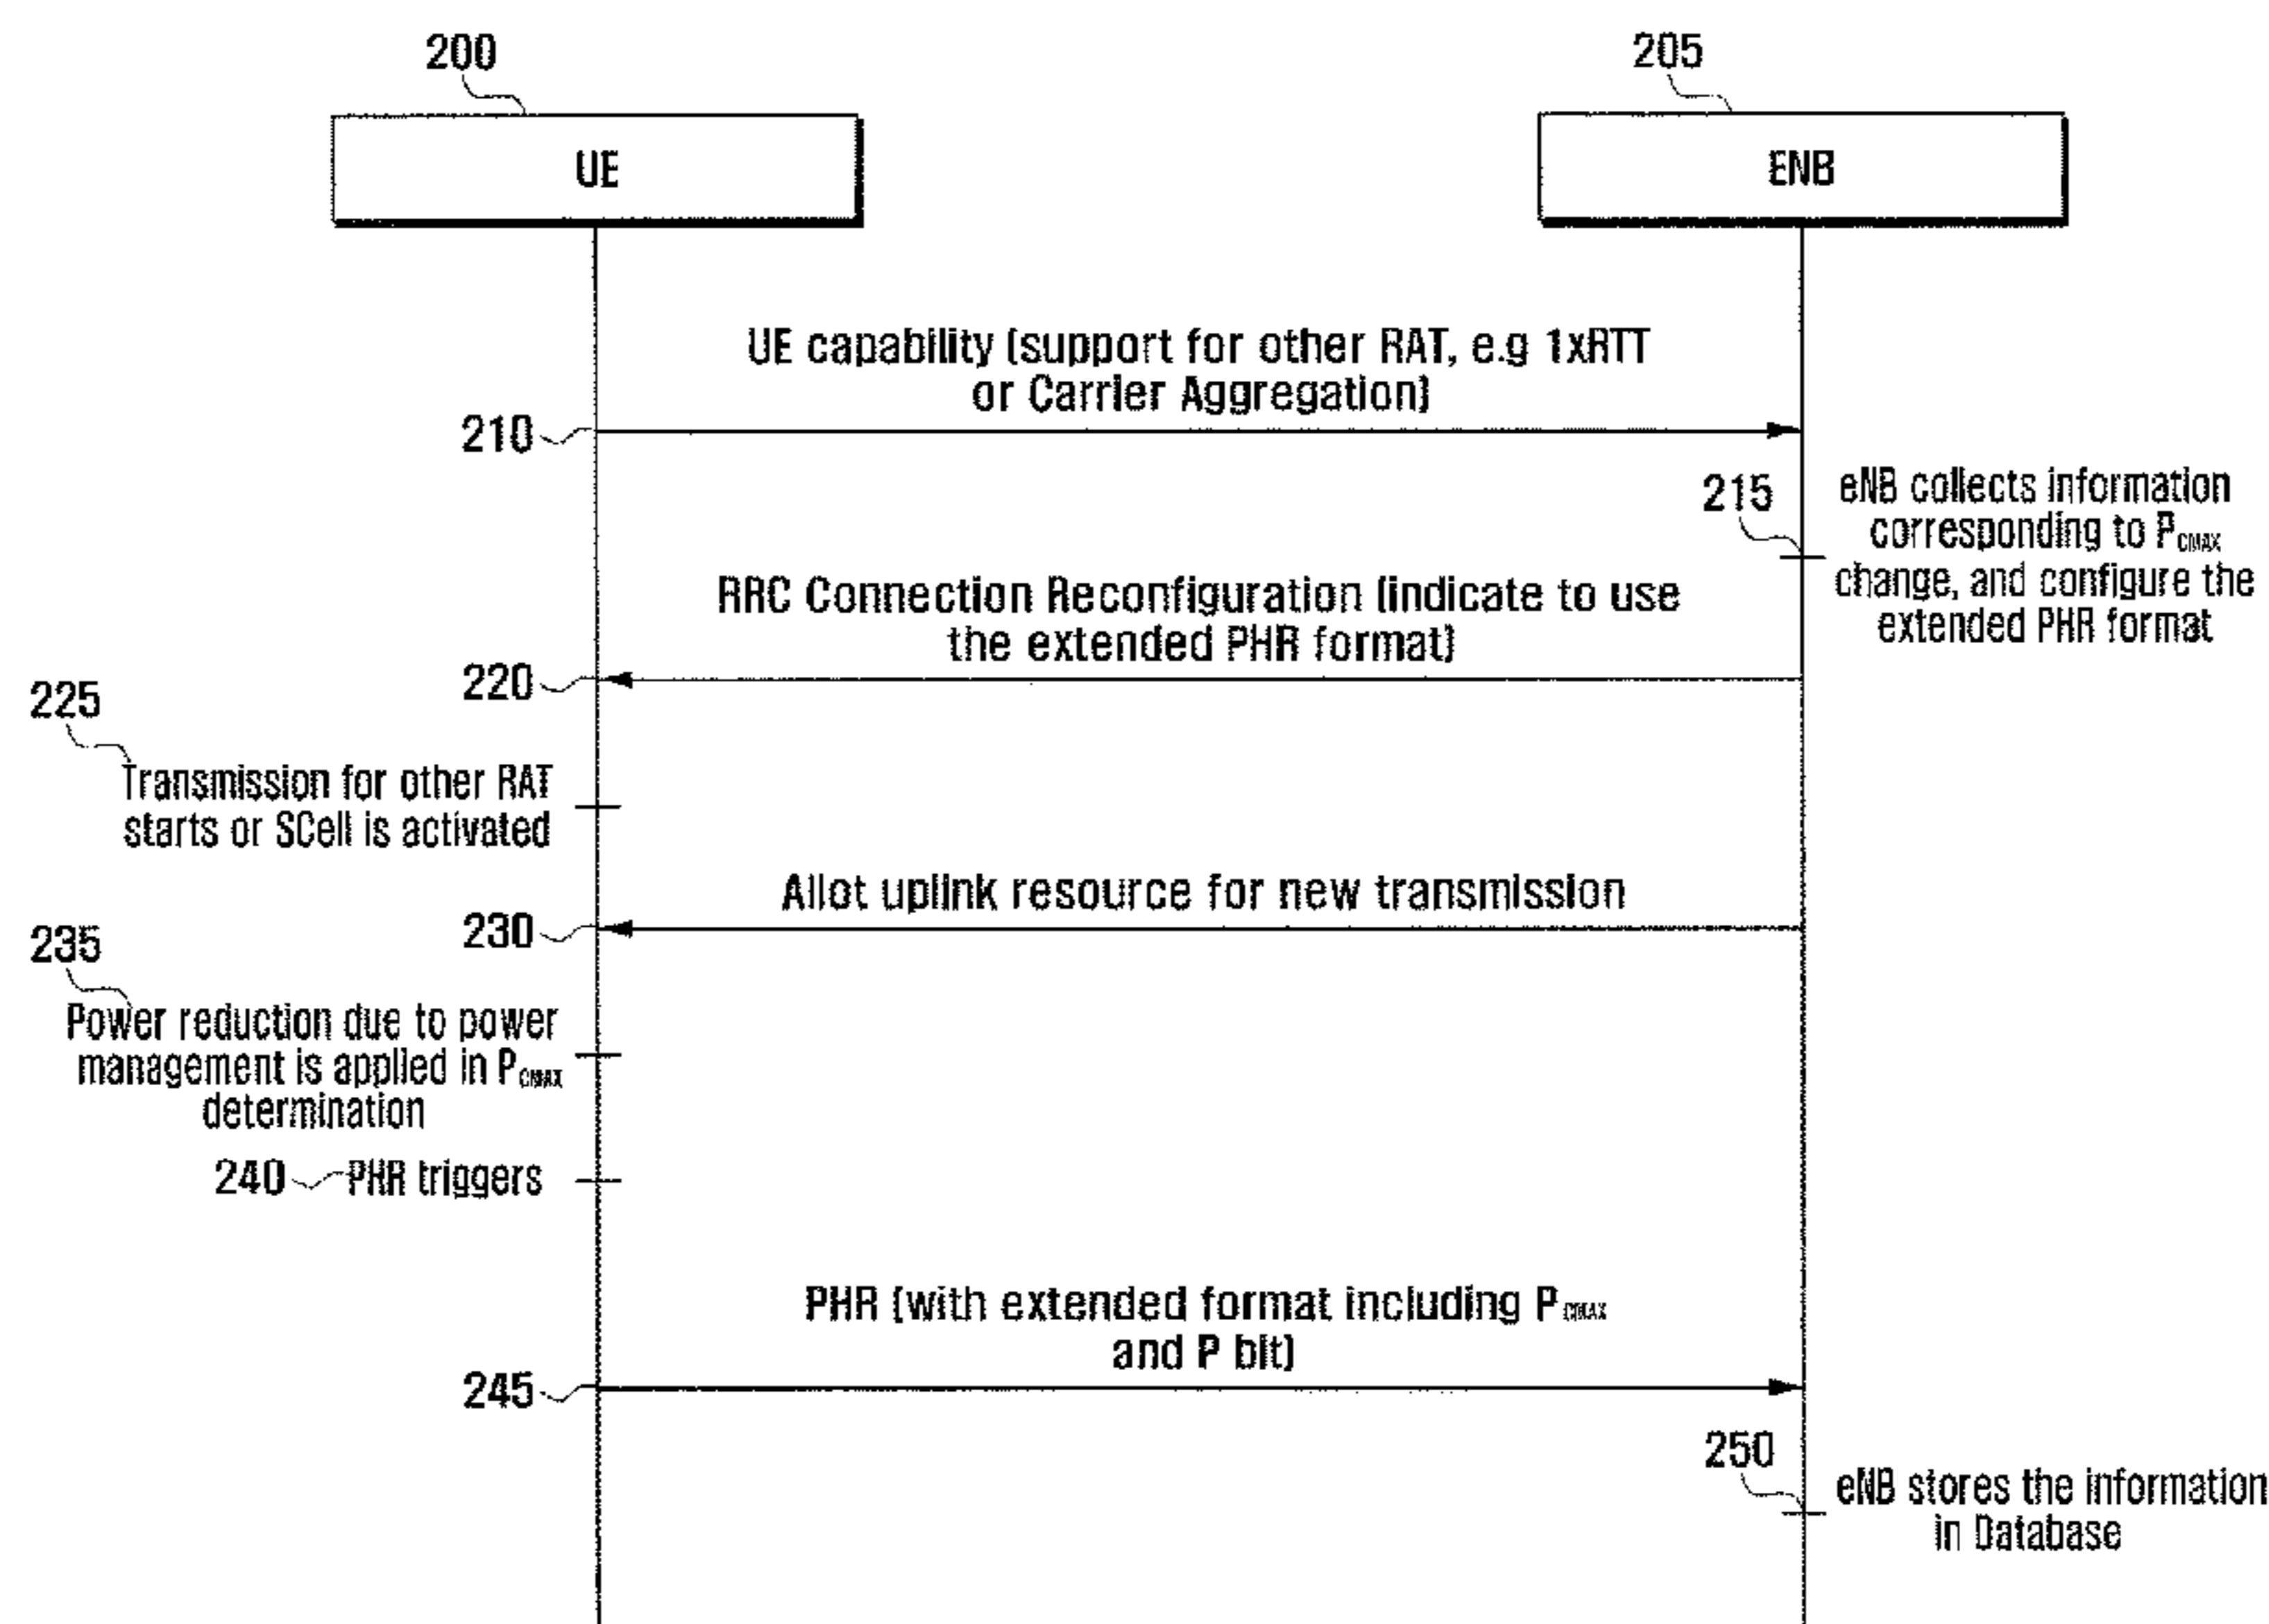 200
205
UE
ENB
UE capability (support for other RAT, e.g 1xRTT
or Carrier Aggregation)
210
215
eNB collects information
corresponding to PCMAX
change, and configure the
extended PHR format
RRC Connection Reconfiguration (indicate to use
the extended PHR format)
220
225
Transmission for other RAT
starts or SCell is activated
Allot uplink resource for new transmission
230
235
Power reduction due to power
management is applied in PCMAX
determination
240 PHR triggers
PHR (with extended format including PCMAX
and P bit)
245
250
eNB stores the information
in Database